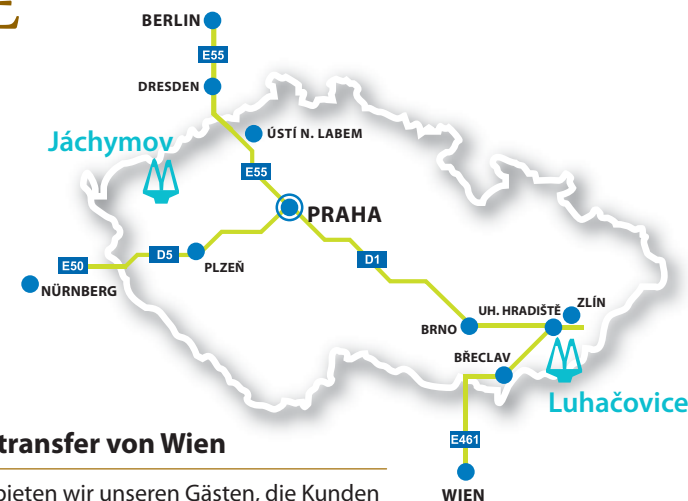 BERLIN
E55
DRESDEN
ÚSTÍ N. LABEM
Jáchymov
E55
PRAHA
D5
D1
E50
PLZEŇ
NÜRNBERG
ZLÍN
UH. HRADIŠTĚ
BRNO
BŘECLAV
Luhačovice
transfer von Wien
E461
bieten wir unseren Gästen, die Kunden
WIEN